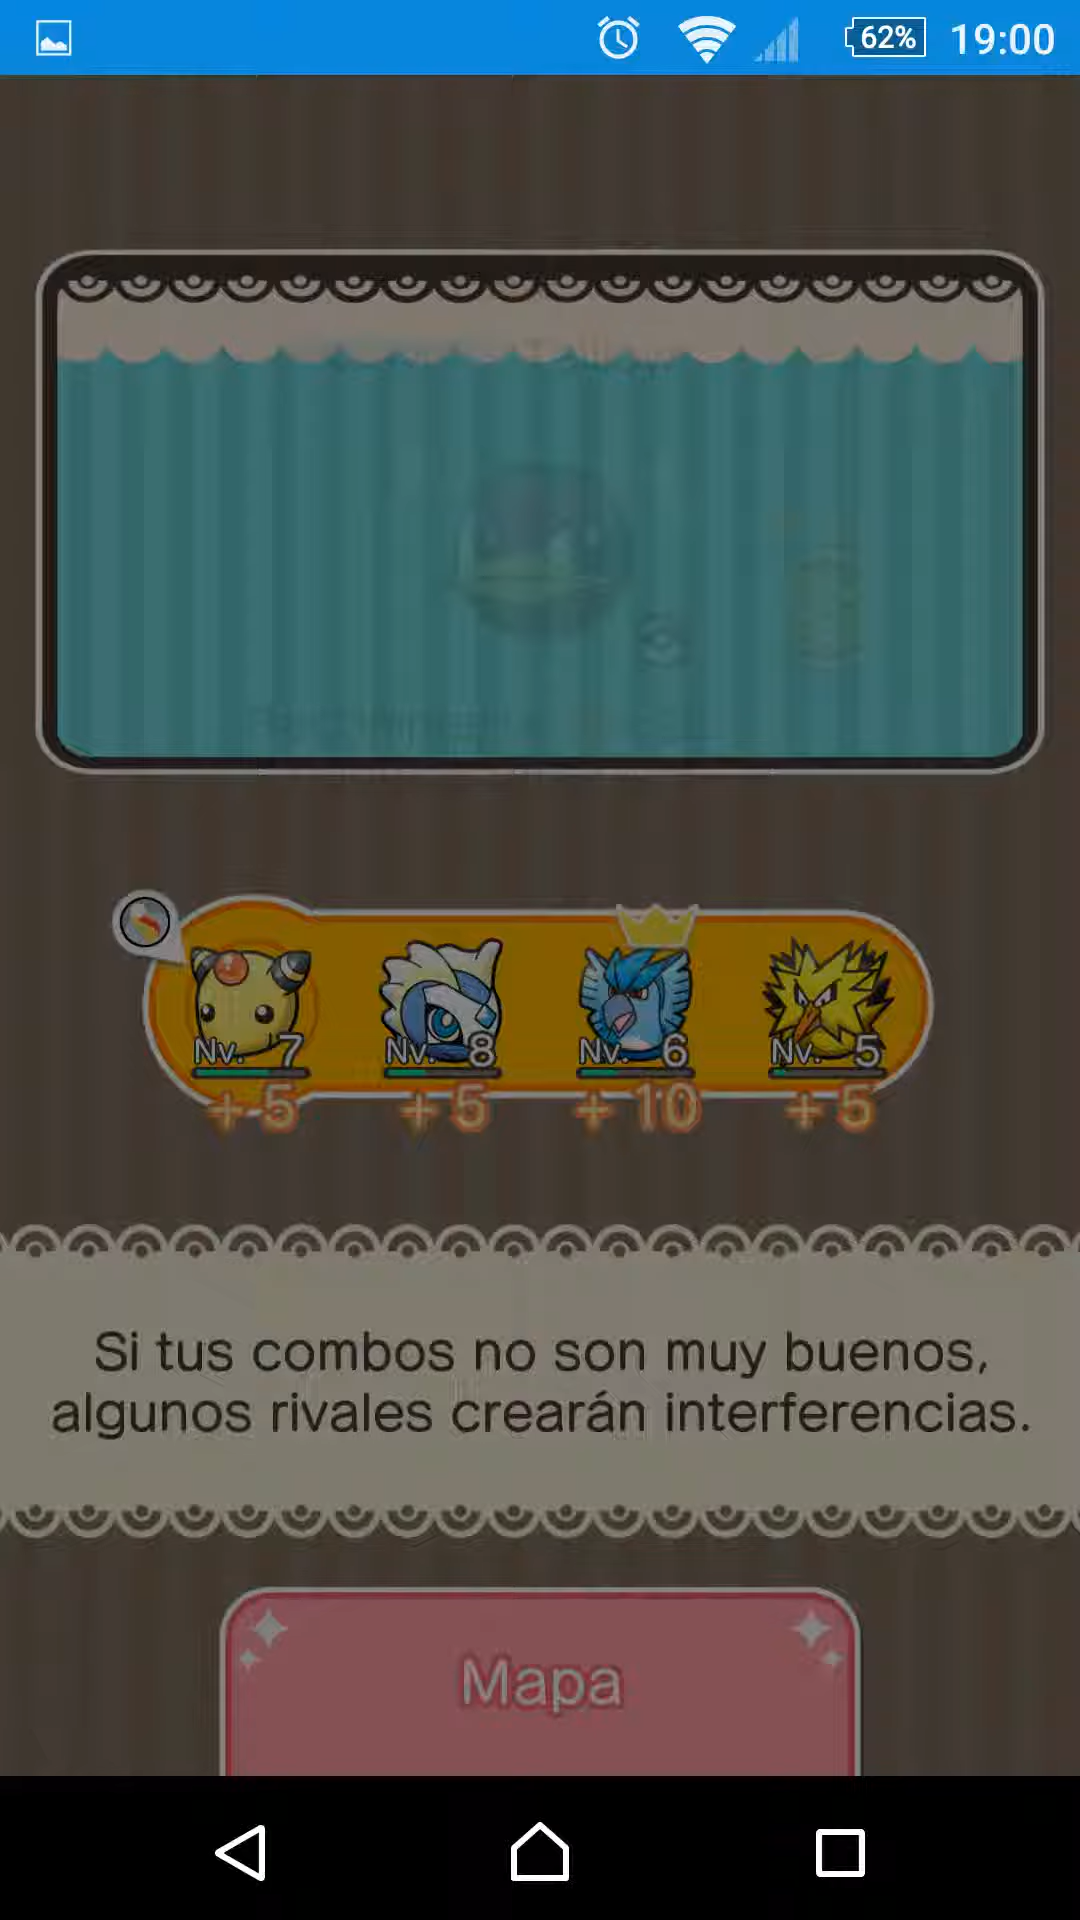 62% 19:00
Nv. 7 Nv. 8 Nv. 6 Nv. 5
+5 +5 +10 +5
Si tus combos no son muy buenos,
algunos rivales crearán interferencias.
Mapa